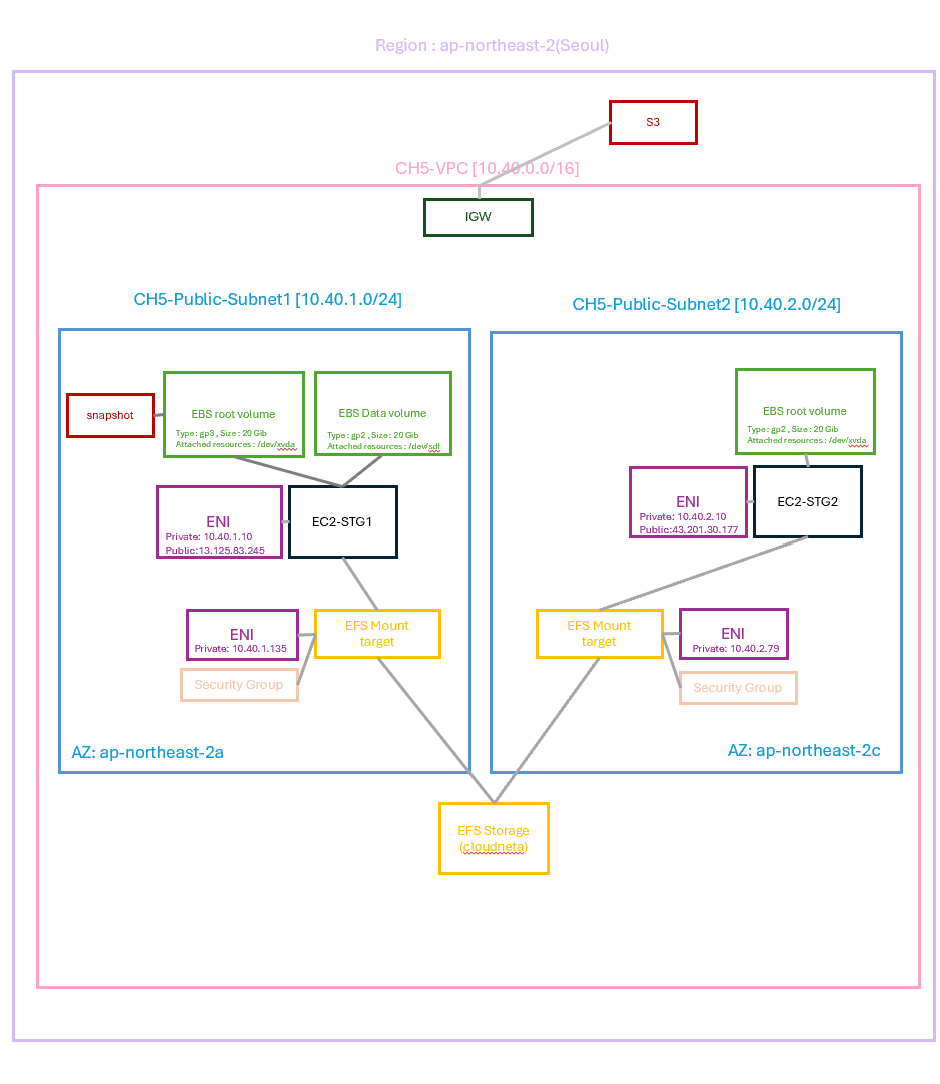 Region : ap-northeast-2(Seoul)
S3
CH5-VPC [10.40.0.0/16]
IGW
CH5-Public-Subnet1 [10.40.1.0/24]
snapshot
EBS root volume
Type : gp3 , Size : 20 Gib
Attached resources : /dev/xvda
EBS Data volume
Type : gp2 , Size : 20 Gib
Attached resources : /dev/sdf
ENI
Private: 10.40.1.10
Public:13.125.83.245
EC2-STG1
ENI
Private: 10.40.1.135
EFS Mount
target
Security Group
AZ: ap-northeast-2a
CH5-Public-Subnet2 [10.40.2.0/24]
EBS root volume
Type : gp2 , Size : 20 Gib
Attached resources : /dev/xvda
ENI
Private: 10.40.2.10
Public:43.201.30.177
EC2-STG2
EFS Mount
target
ENI
Private: 10.40.2.79
Security Group
AZ: ap-northeast-2c
EFS Storage
(cloudneta)